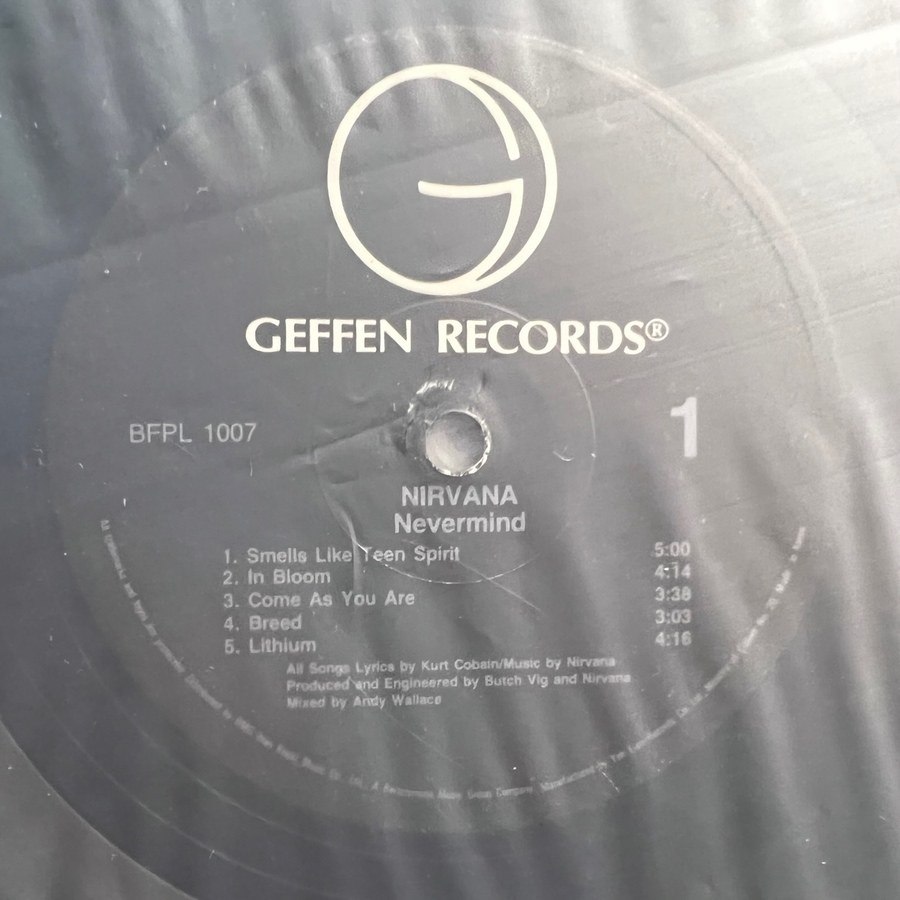 GEFFEN RECORDS®
BFPL 1007
1
NIRVANA
Nevermind
1. Smells Like Teen Spirit 5:00
2. In Bloom 4:14
3. Come As You Are 3:38
4. Breed 3:03
5. Lithium 4:16
All Songs Lyrics by Kurt Cobain/Music by Nirvana
Produced and Engineered by Butch Vig and Nirvana
Mixed by Andy Wallace